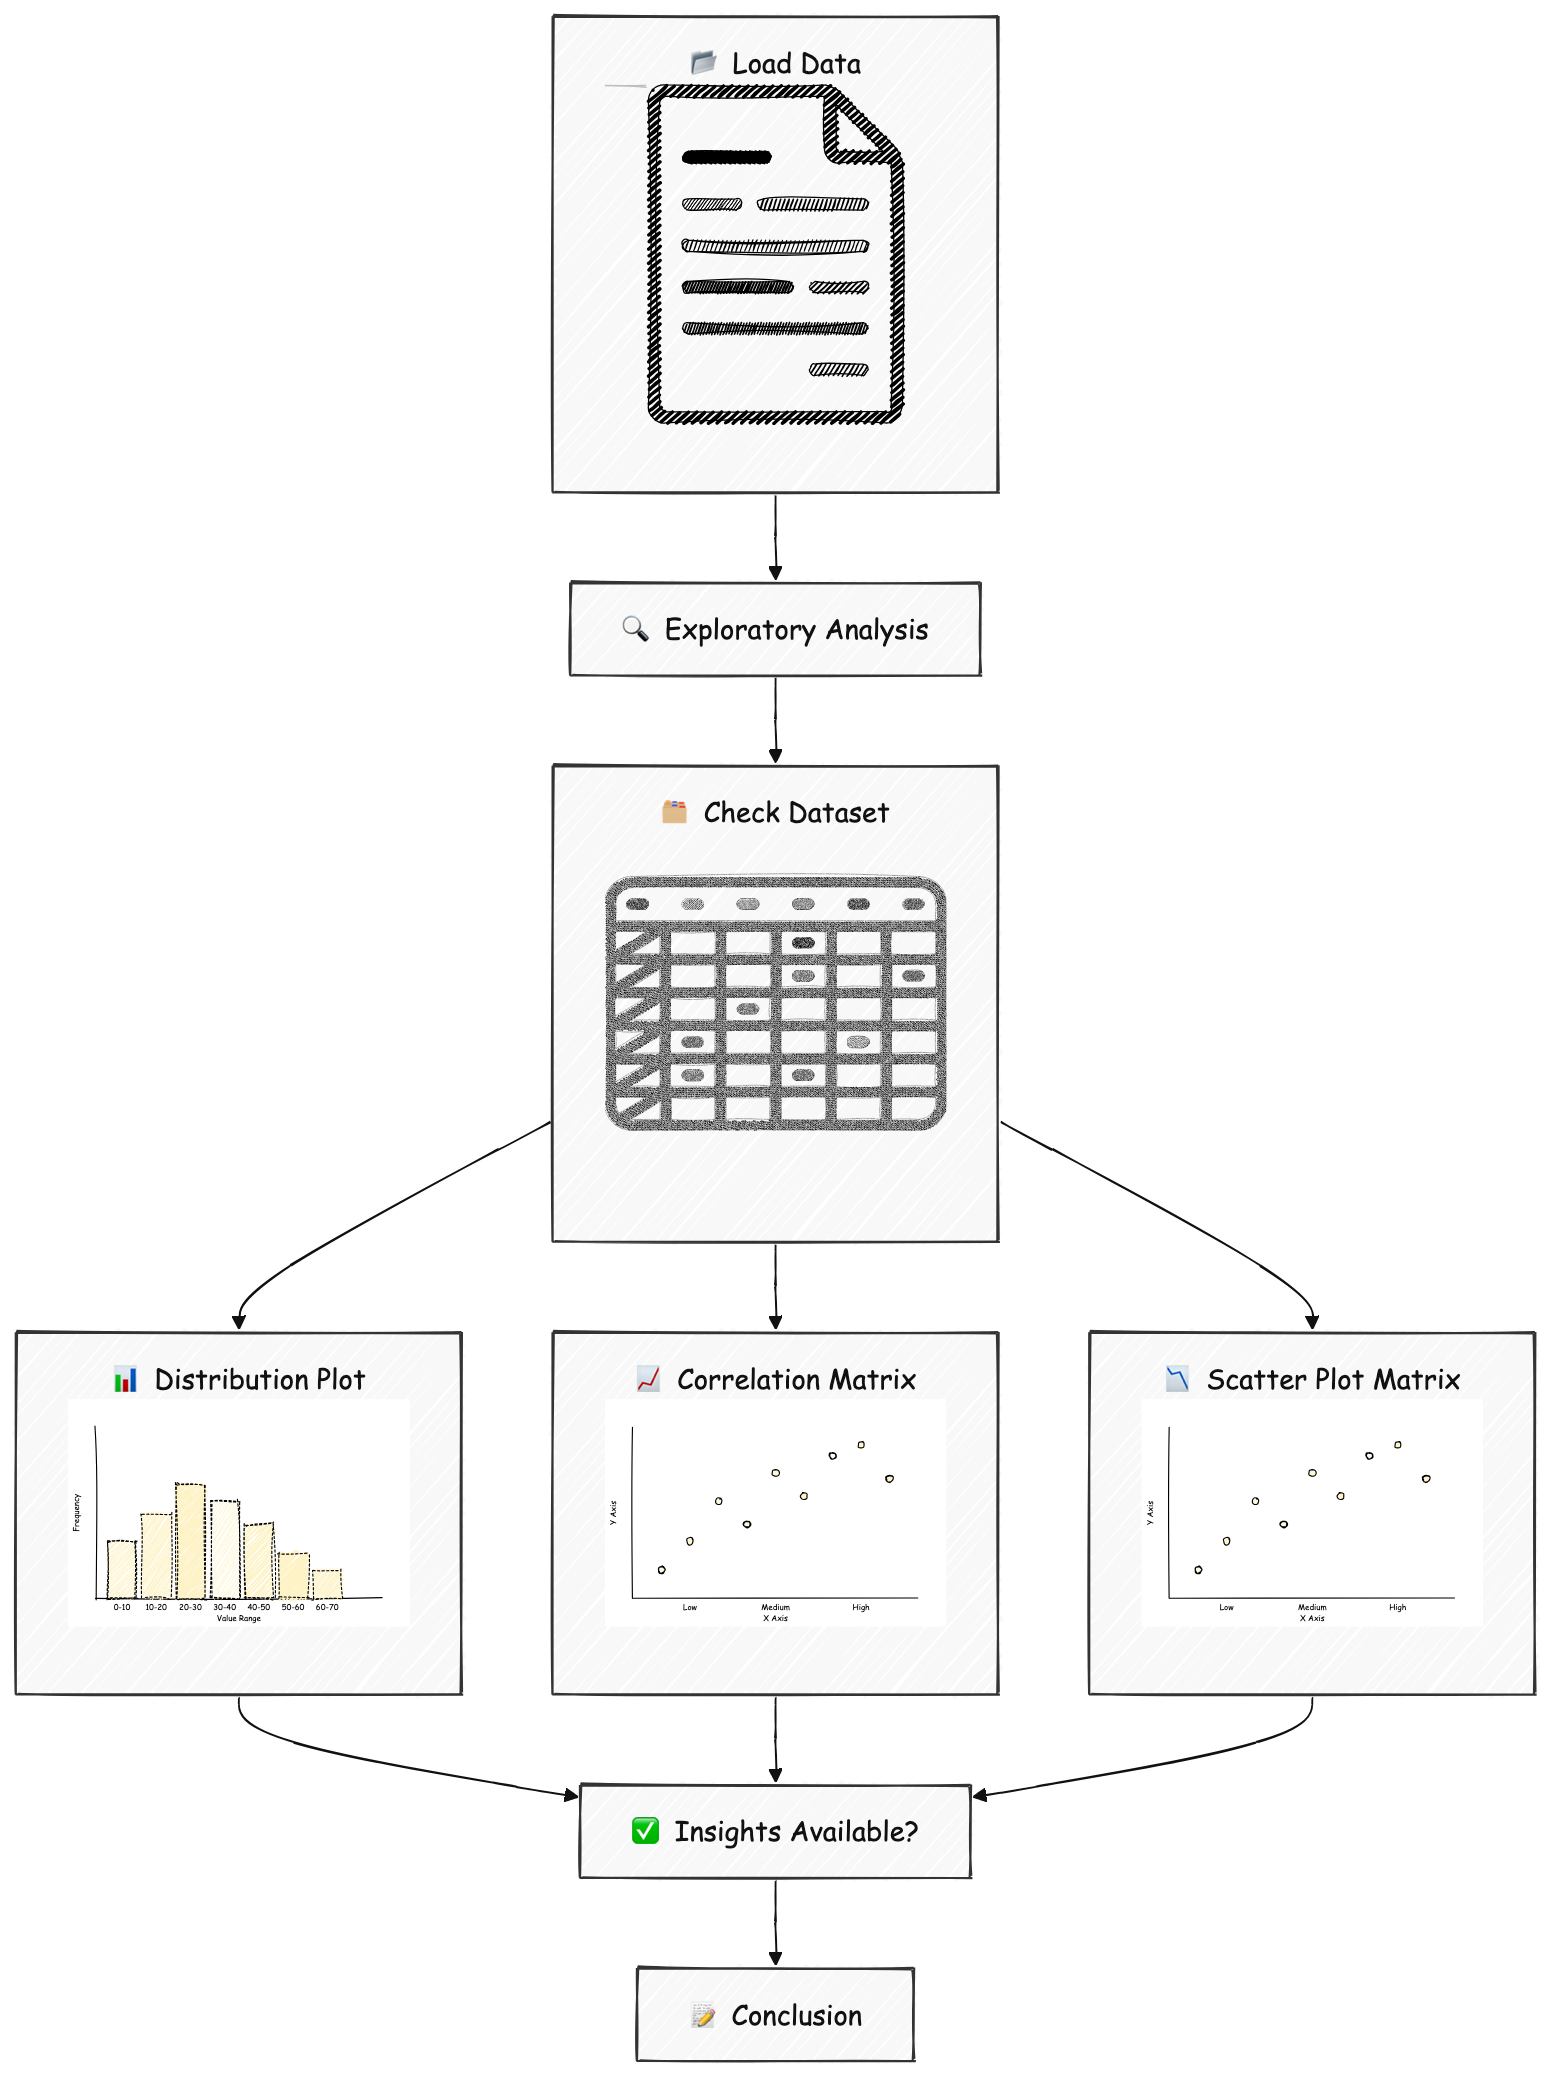 📂 Load Data
🔍 Exploratory Analysis
🗂️ Check Dataset
📊 Distribution Plot
Frequency
0-10 10-20 20-30 30-40 40-50 50-60 60-70
Value Range
📈 Correlation Matrix
Y Axis
Low Medium High
X Axis
📉 Scatter Plot Matrix
Y Axis
Low Medium High
X Axis
✅ Insights Available?
📝 Conclusion